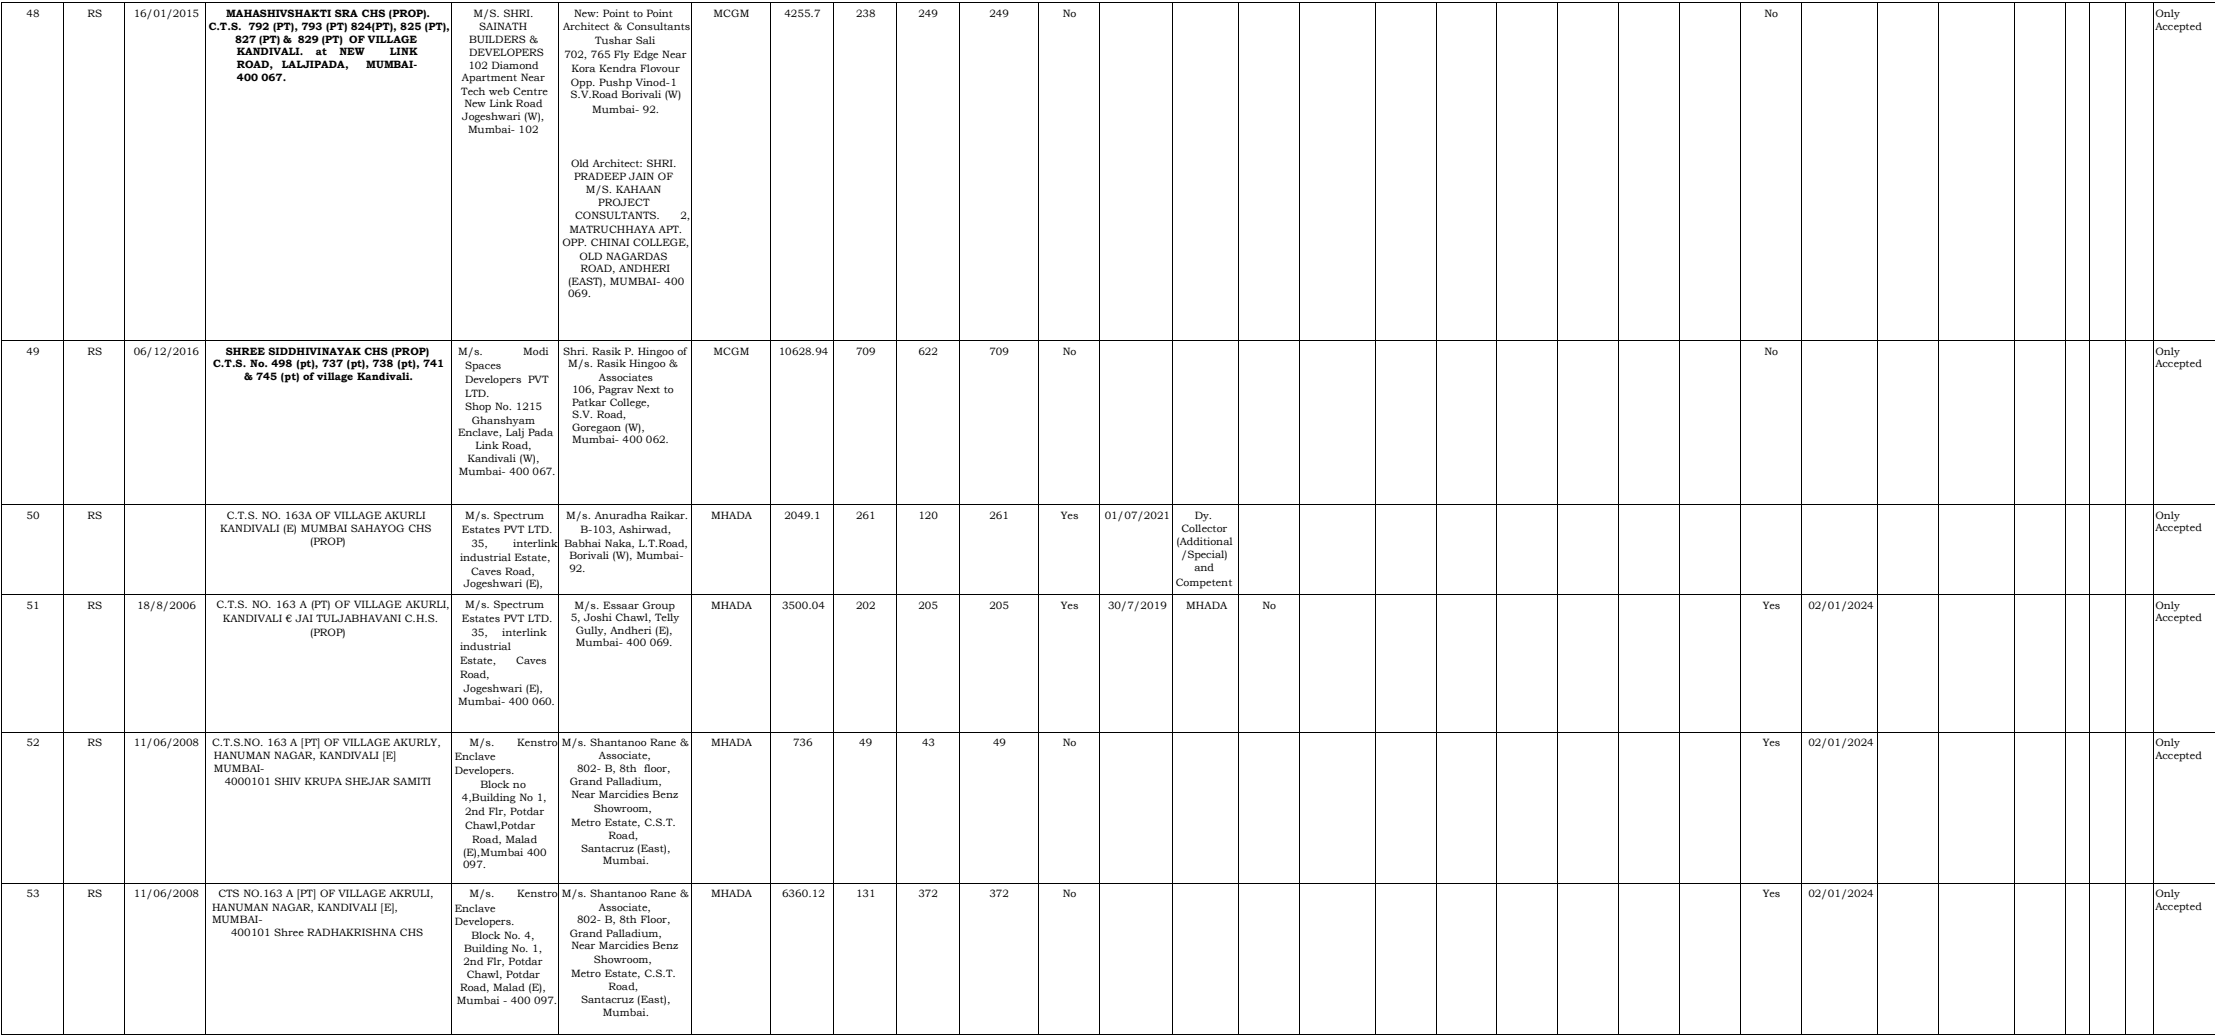 48
RS
16/01/2015
MAHASHIVSHAKTI SRA CHS (PROP).
C.T.S. 792 (PT), 793 (PT) 824(PT), 825 (PT),
827 (PT) & 829 (PT) OF VILLAGE
KANDIVALI. at NEW LINK
ROAD, LALJIPADA, MUMBAI-
400 067.
M/S. SHRI.
SAINATH
BUILDERS &
DEVELOPERS
102 Diamond
Apartment Near
Tech web Centre
New Link Road
Jogeshwari (W),
Mumbai- 102
New: Point to Point
Architect & Consultants
Tushar Sali
702, 765 Fly Edge Near
Kora Kendra Flovour
Opp. Pushp Vinod-1
S.V.Road Borivali (W)
Mumbai- 92.
Old Architect: SHRI.
PRADEEP JAIN OF
M/S. KAHAAN
PROJECT
CONSULTANTS. 2,
MATRUCHHAYA APT.
OPP. CHINAI COLLEGE,
OLD NAGARDAS
ROAD, ANDHERI
(EAST), MUMBAI- 400
069.
MCGM
4255.7
238
249
249
No
No
Only
Accepted
49
RS
06/12/2016
SHREE SIDDHIVINAYAK CHS (PROP)
C.T.S. No. 498 (pt), 737 (pt), 738 (pt), 741
& 745 (pt) of village Kandivali.
M/s. Modi
Spaces
Developers PVT
LTD.
Shop No. 1215
Ghanshyam
Enclave, Lalj Pada
Link Road,
Kandivali (W),
Mumbai- 400 067.
Shri. Rasik P. Hingoo of
M/s. Rasik Hingoo &
Associates
106, Pagrav Next to
Patkar College,
S.V. Road,
Goregaon (W),
Mumbai- 400 062.
MCGM
10628.94
709
622
709
No
No
Only
Accepted
50
RS
C.T.S. NO. 163A OF VILLAGE AKURLI
KANDIVALI (E) MUMBAI SAHAYOG CHS
(PROP)
M/s. Spectrum
Estates PVT LTD.
35, interlink
industrial Estate,
Caves Road,
Jogeshwari (E),
M/s. Anuradha Raikar.
B-103, Ashirwad,
Babhai Naka, L.T.Road,
Borivali (W), Mumbai-
92.
MHADA
2049.1
261
120
261
Yes
01/07/2021
Dy.
Collector
(Additional
/Special)
and
Competent
Only
Accepted
51
RS
18/8/2006
C.T.S. NO. 163 A (PT) OF VILLAGE AKURLI,
KANDIVALI € JAI TULJABHAVANI C.H.S.
(PROP)
M/s. Spectrum
Estates PVT LTD.
35, interlink
industrial
Estate, Caves
Road,
Jogeshwari (E),
Mumbai- 400 060.
M/s. Essaar Group
5, Joshi Chawl, Telly
Gully, Andheri (E),
Mumbai- 400 069.
MHADA
3500.04
202
205
205
Yes
30/7/2019
MHADA
No
Yes
02/01/2024
Only
Accepted
52
RS
11/06/2008
C.T.S.NO. 163 A [PT] OF VILLAGE AKURLY,
HANUMAN NAGAR, KANDIVALI [E]
MUMBAI-
4000101 SHIV KRUPA SHEJAR SAMITI
M/s. Kenstro
Enclave
Developers.
Block no
4,Building No 1,
2nd Flr, Potdar
Chawl,Potdar
Road, Malad
(E),Mumbai 400
097.
M/s. Shantanoo Rane &
Associate,
802- B, 8th floor,
Grand Palladium,
Near Marcidies Benz
Showroom,
Metro Estate, C.S.T.
Road,
Santacruz (East),
Mumbai.
MHADA
736
49
43
49
No
Yes
02/01/2024
Only
Accepted
53
RS
11/06/2008
CTS NO.163 A [PT] OF VILLAGE AKRULI,
HANUMAN NAGAR, KANDIVALI [E],
MUMBAI-
400101 Shree RADHAKRISHNA CHS
M/s. Kenstro
Enclave
Developers.
Block No. 4,
Building No. 1,
2nd Flr, Potdar
Chawl, Potdar
Road, Malad (E),
Mumbai - 400 097.
M/s. Shantanoo Rane &
Associate,
802- B, 8th Floor,
Grand Palladium,
Near Marcidies Benz
Showroom,
Metro Estate, C.S.T.
Road,
Santacruz (East),
Mumbai.
MHADA
6360.12
131
372
372
No
Yes
02/01/2024
Only
Accepted